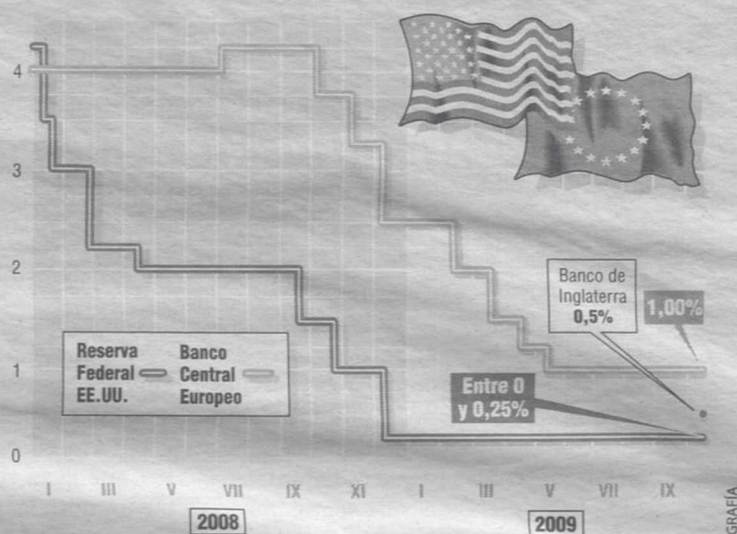 4
3
2
1
0
Banco de
Inglaterra
0,5%
1,00%
Reserva
Federal
EE.UU.
Banco
Central
Europeo
Entre 0
y 0,25%
I III V VII IX XI I III V VII IX
2008 2009
GRAFÍA